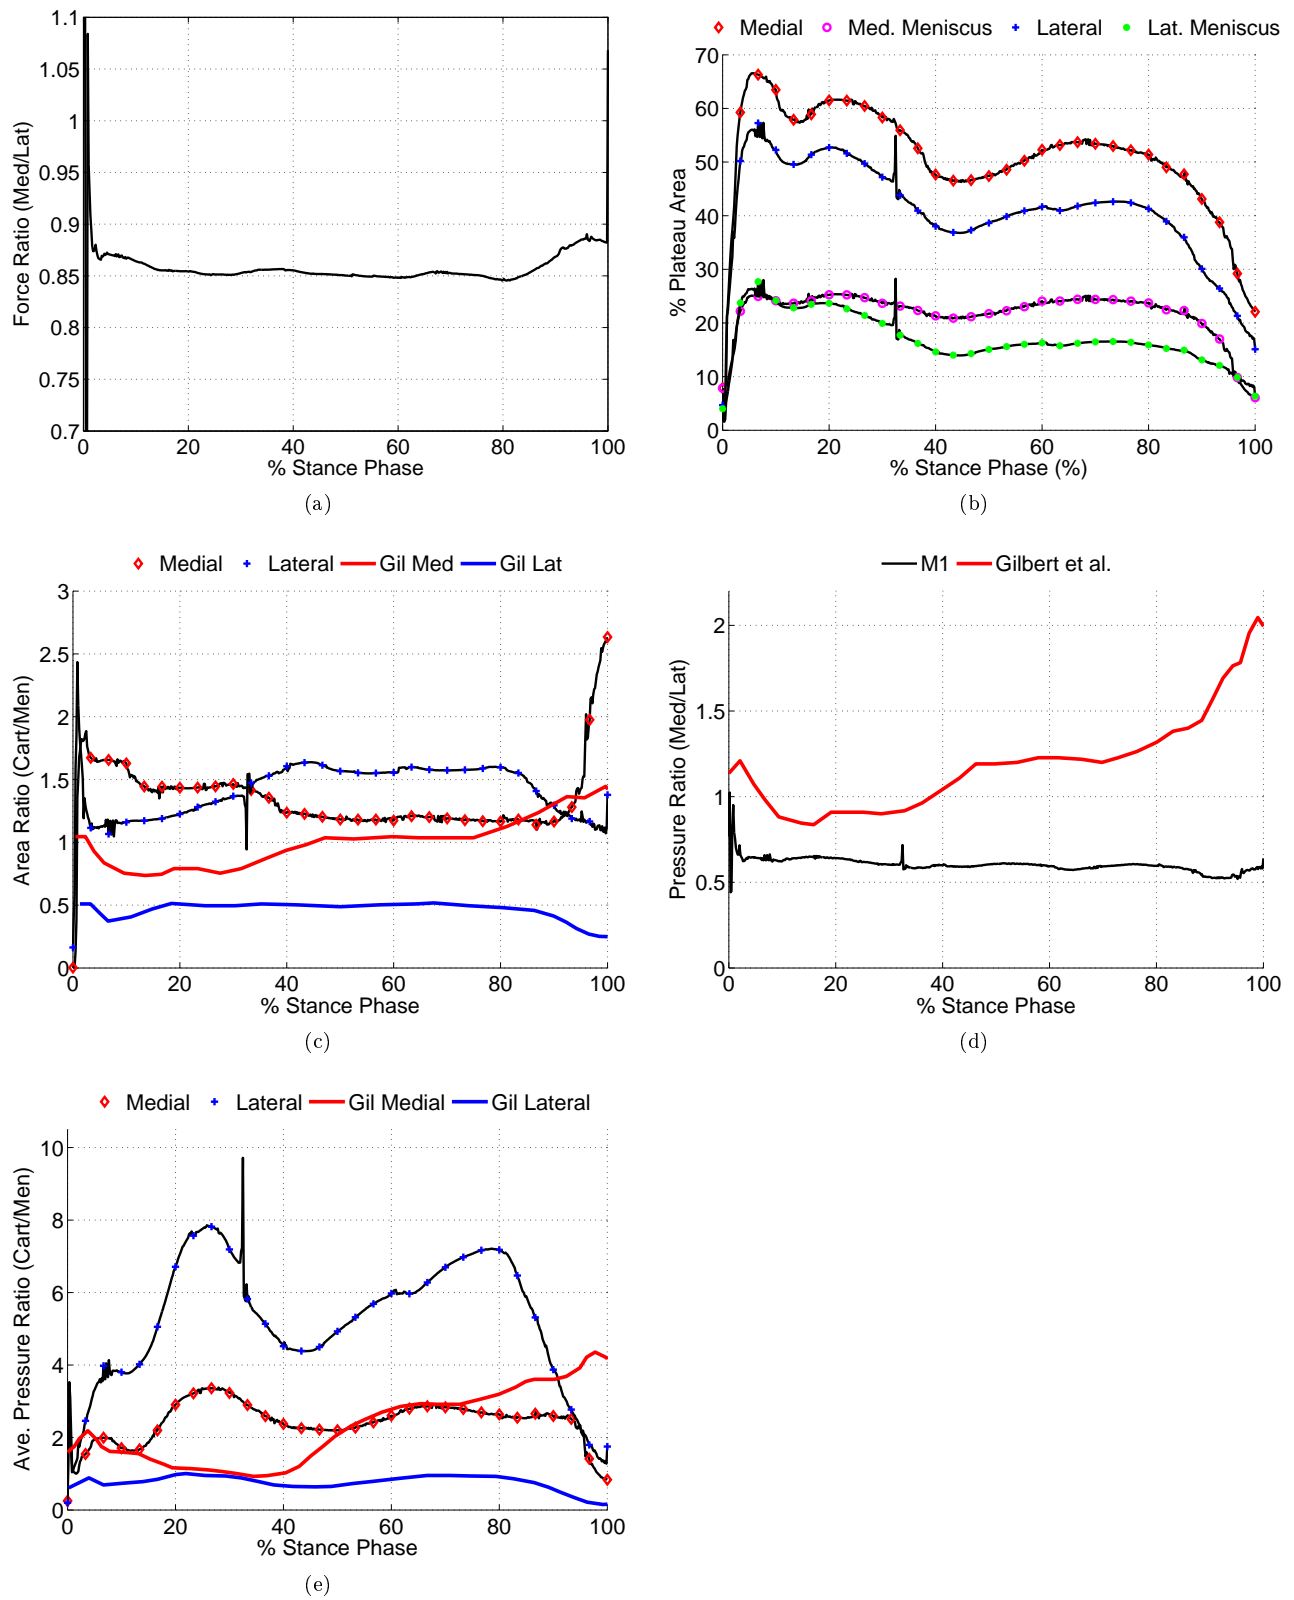 1.1
1.05
1
0.95
0.9
0.85
0.8
0.75
0.7
Force Ratio (Med/Lat)
0 20 40 60 80 100
% Stance Phase
(a)
Medial Med. Meniscus Lateral Lat. Meniscus
70
60
50
40
30
20
10
0
% Plateau Area
0 20 40 60 80 100
% Stance Phase (%)
(b)
Medial Lateral Gil Med Gil Lat
3
2.5
2
1.5
1
0.5
0
Area Ratio (Cart/Men)
0 20 40 60 80 100
% Stance Phase
(c)
M1 Gilbert et al.
2
1.5
1
0.5
0
Pressure Ratio (Med/Lat)
0 20 40 60 80 100
% Stance Phase
(d)
Medial Lateral Gil Medial Gil Lateral
10
8
6
4
2
0
Ave. Pressure Ratio (Cart/Men)
0 20 40 60 80 100
% Stance Phase
(e)